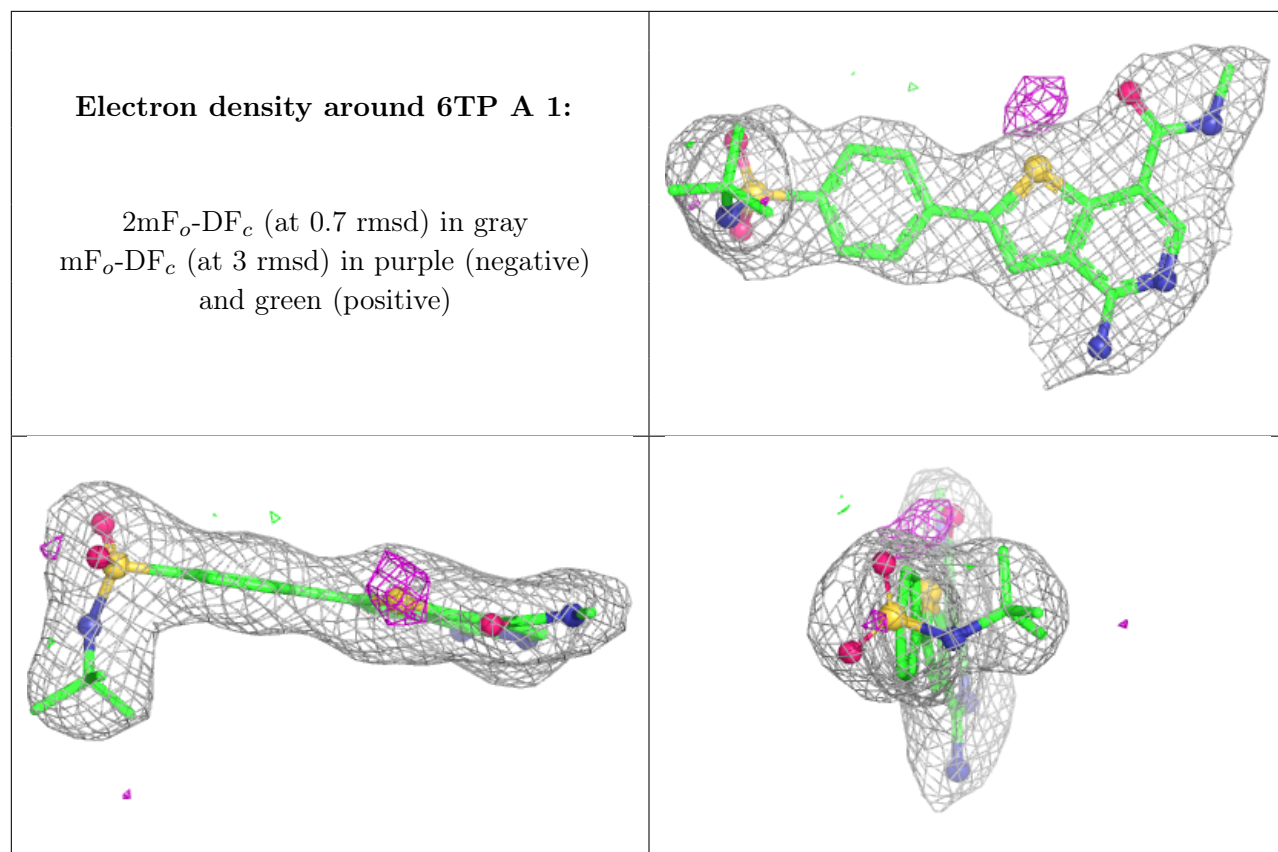 Electron density around 6TP A 1:
2mFₒ-DF𝒸 (at 0.7 rmsd) in gray
mFₒ-DF𝒸 (at 3 rmsd) in purple (negative)
and green (positive)